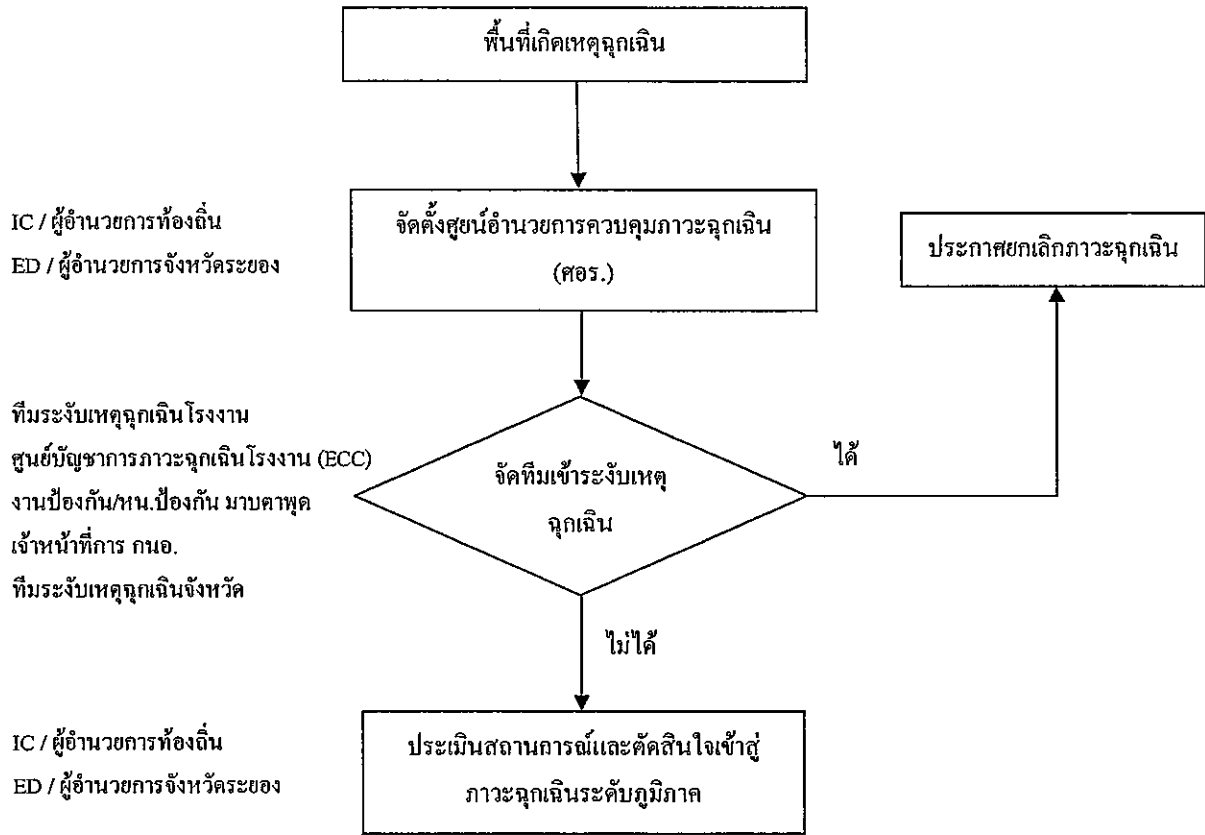 พื้นที่เกิดเหตุฉุกเฉิน
IC / ผู้อำนวยการท้องถิ่น
ED / ผู้อำนวยการจังหวัดระยอง
จัดตั้งศูยน์อำนวยการควบคุมภาวะฉุกเฉิน
(ศอร.)
ประกาศยกเลิกภาวะฉุกเฉิน
ทีมระงับเหตุฉุกเฉินโรงงาน
ศูนย์บัญชาการภาวะฉุกเฉินโรงงาน (ECC)
งานป้องกัน/หน.ป้องกัน มาบตาพุด
เจ้าหน้าที่การ กนอ.
ทีมระงับเหตุฉุกเฉินจังหวัด
จัดทีมเข้าระงับเหตุ
ฉุกเฉิน
ได้
ไม่ได้
IC / ผู้อำนวยการท้องถิ่น
ED / ผู้อำนวยการจังหวัดระยอง
ประเมินสถานการณ์และตัดสินใจเข้าสู่
ภาวะฉุกเฉินระดับภูมิภาค